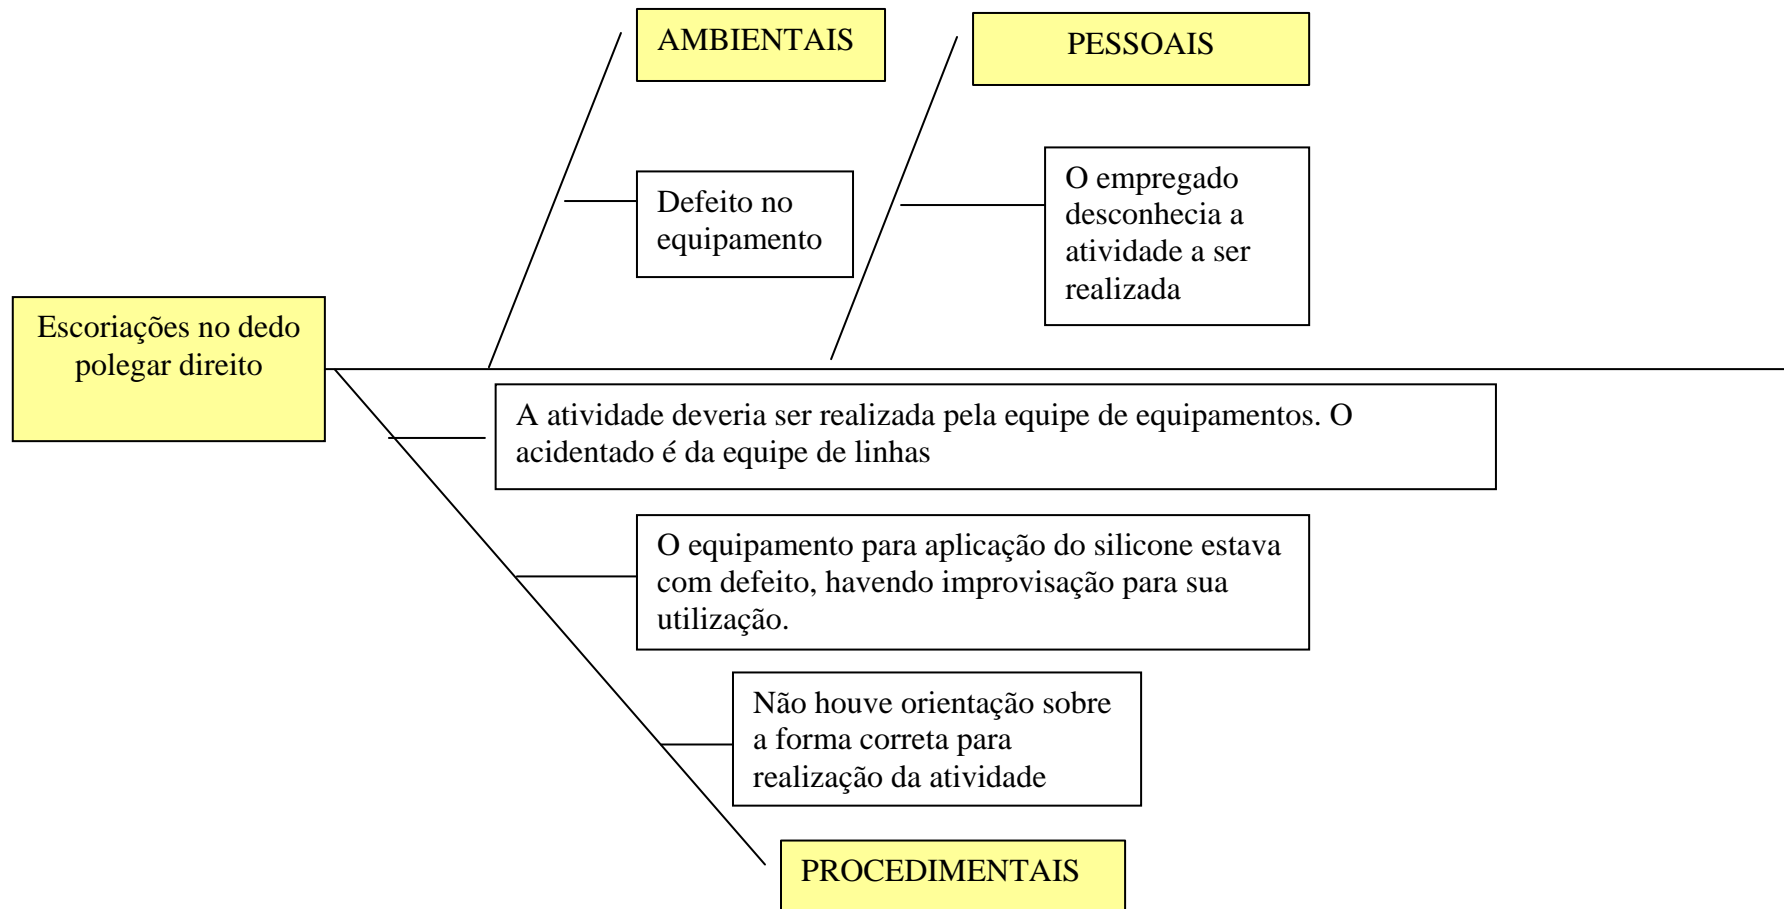 AMBIENTAIS
PESSOAIS
Defeito no
equipamento
O empregado
desconhecia a
atividade a ser
realizada
Escoriações no dedo
polegar direito
A atividade deveria ser realizada pela equipe de equipamentos. O
acidentado é da equipe de linhas
O equipamento para aplicação do silicone estava
com defeito, havendo improvisação para sua
utilização.
Não houve orientação sobre
a forma correta para
realização da atividade
PROCEDIMENTAIS